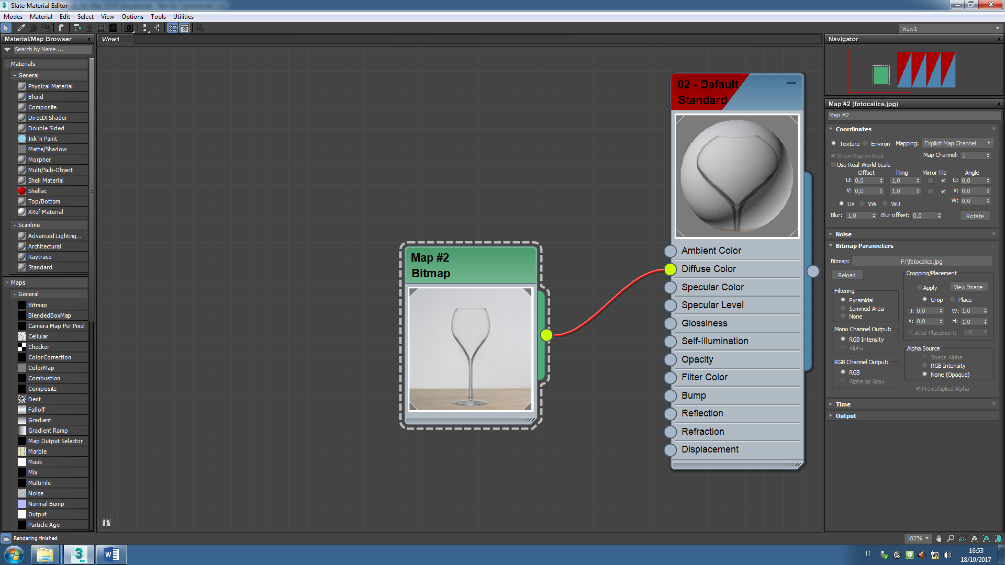 Slate Material Editor
Modes Material Edit Select View Options Tools Utilities
View1
Material/Map Browser
View1
Navigator
Search by Name ...
Materials
General
Physical Material
Blend
Composite
DirectX Shader
Double Sided
Ink 'n Paint
Matte/Shadow
Morpher
Multi/Sub-Object
Shell Material
Shellac
Top/Bottom
XRef Material
Scanline
Advanced Lighting...
Architectural
Raytrace
Standard
Maps
General
Bitmap
BlendedBoxMap
Camera Map Per Pixel
Cellular
Checker
ColorCorrection
ColorMap
Combustion
Composite
Dent
Falloff
Gradient
Gradient Ramp
Map Output Selector
Marble
Mask
Mix
MultiTile
Noise
Normal Bump
Output
Particle Age
Map #2
Bitmap
02 - Default
Standard
Ambient Color
Diffuse Color
Specular Color
Specular Level
Glossiness
Self-Illumination
Opacity
Filter Color
Bump
Reflection
Refraction
Displacement
Map #2 (fotocalice.jpg)
Map #2
Coordinates
Texture Environ Mapping: Explicit Map Channel
Show Map on Back Map Channel: 1
Use Real-World Scale
Offset Tiling Mirror Tile Angle
U: 0,0 1,0 U: 0,0
V: 0,0 1,0 V: 0,0
W: 0,0
UV VW WU
Blur: 1,0 Blur offset: 0,0 Rotate
Noise
Bitmap Parameters
Bitmap: F:\fotocalice.jpg
Reload
Cropping/Placement
Apply View Image
Crop Place
U: 0,0 W: 1,0
V: 0,0 H: 1,0
Jitter Placement:
Filtering
Pyramidal
Summed Area
None
Mono Channel Output:
RGB Intensity
Alpha
RGB Channel Output:
RGB
Alpha as Gray
Alpha Source
Image Alpha
RGB Intensity
None (Opaque)
Premultiplied Alpha
Time
Output
Rendering finished
102%
IT
16:53
18/10/2017